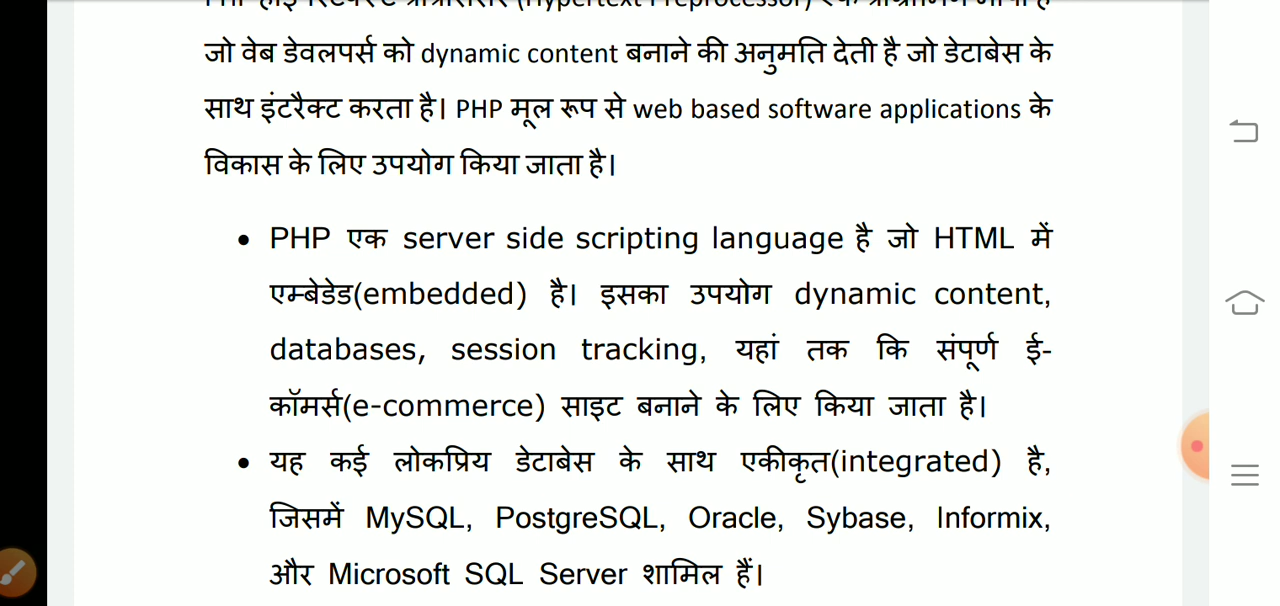 जो वेब डेवलपर्स को dynamic content बनाने की अनुमति देती है जो डेटाबेस के
साथ इंटरैक्ट करता है। PHP मूल रूप से web based software applications के
विकास के लिए उपयोग किया जाता है।
• PHP एक server side scripting language है जो HTML में
एम्बेडेड(embedded) है। इसका उपयोग dynamic content,
databases, session tracking, यहां तक कि संपूर्ण ई-
कॉमर्स(e-commerce) साइट बनाने के लिए किया जाता है।
• यह कई लोकप्रिय डेटाबेस के साथ एकीकृत(integrated) है,
जिसमें MySQL, PostgreSQL, Oracle, Sybase, Informix,
और Microsoft SQL Server शामिल हैं।